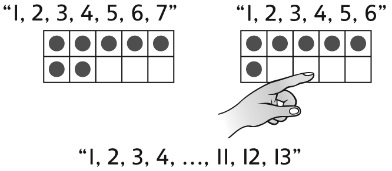 “1, 2, 3, 4, 5, 6, 7”
“1, 2, 3, 4, 5, 6”
“1, 2, 3, 4, ..., 11, 12, 13”